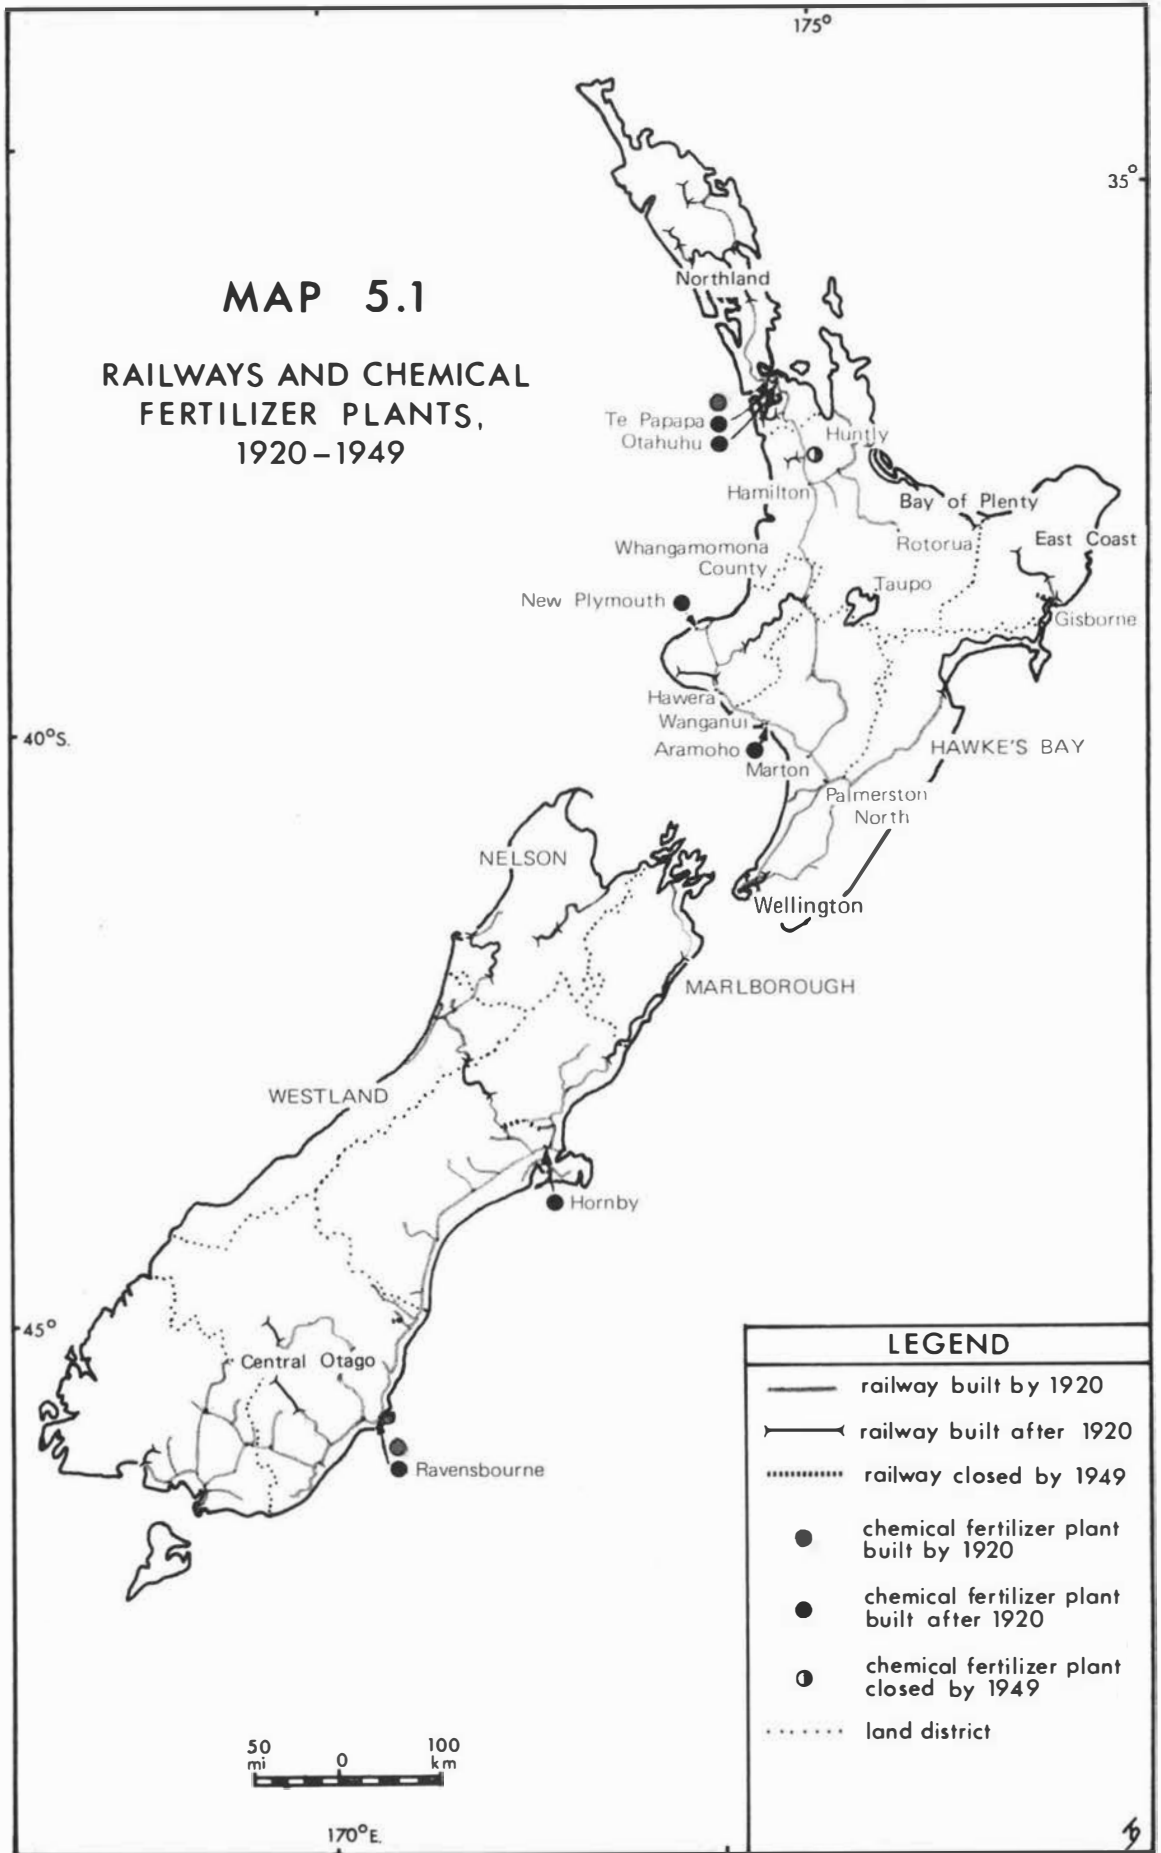 175°
35°
MAP 5.1
RAILWAYS AND CHEMICAL
FERTILIZER PLANTS,
1920–1949
Northland
Te Papapa
Otahuhu
Huntly
Hamilton
Bay of Plenty
Rotorua
East Coast
Whangamomona
County
Taupo
New Plymouth
Gisborne
Hawera
Wanganui
Aramoho
Marton
40°S.
HAWKE'S BAY
Palmerston
North
NELSON
Wellington
MARLBOROUGH
WESTLAND
Hornby
45°
Central Otago
Ravensbourne
LEGEND
railway built by 1920
railway built after 1920
railway closed by 1949
chemical fertilizer plant
built by 1920
chemical fertilizer plant
built after 1920
chemical fertilizer plant
closed by 1949
land district
50 0 100
mi km
170°E.